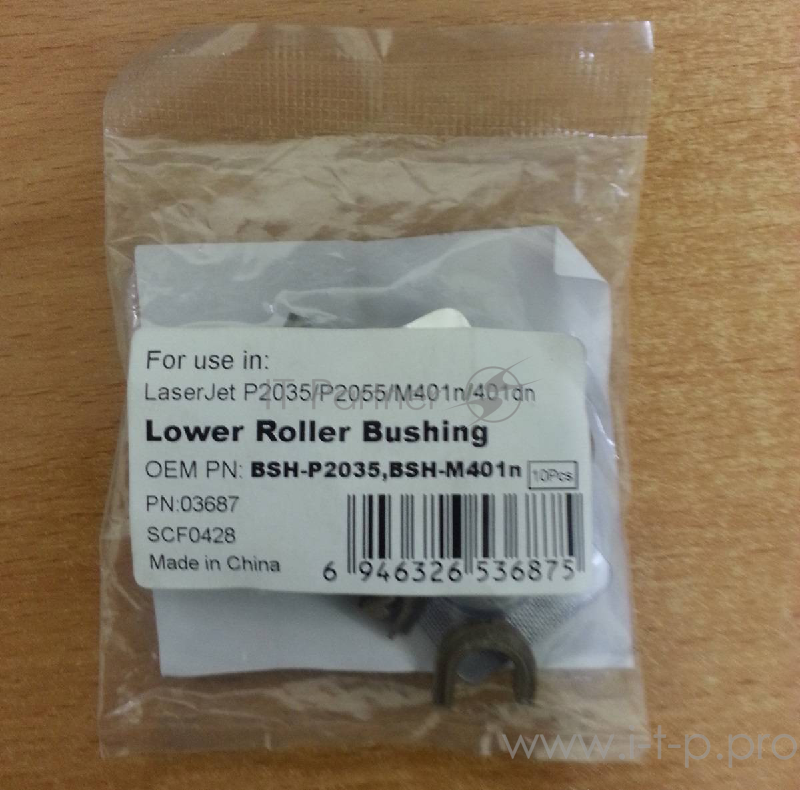 For use in:
LaserJet P2035/P2055/M401n/401dn
IT Partner
Lower Roller Bushing
OEM PN: BSH-P2035,BSH-M401n 10Pcs
PN:03687
SCF0428
Made in China
6 946326 536875
www.i-t-p.pro